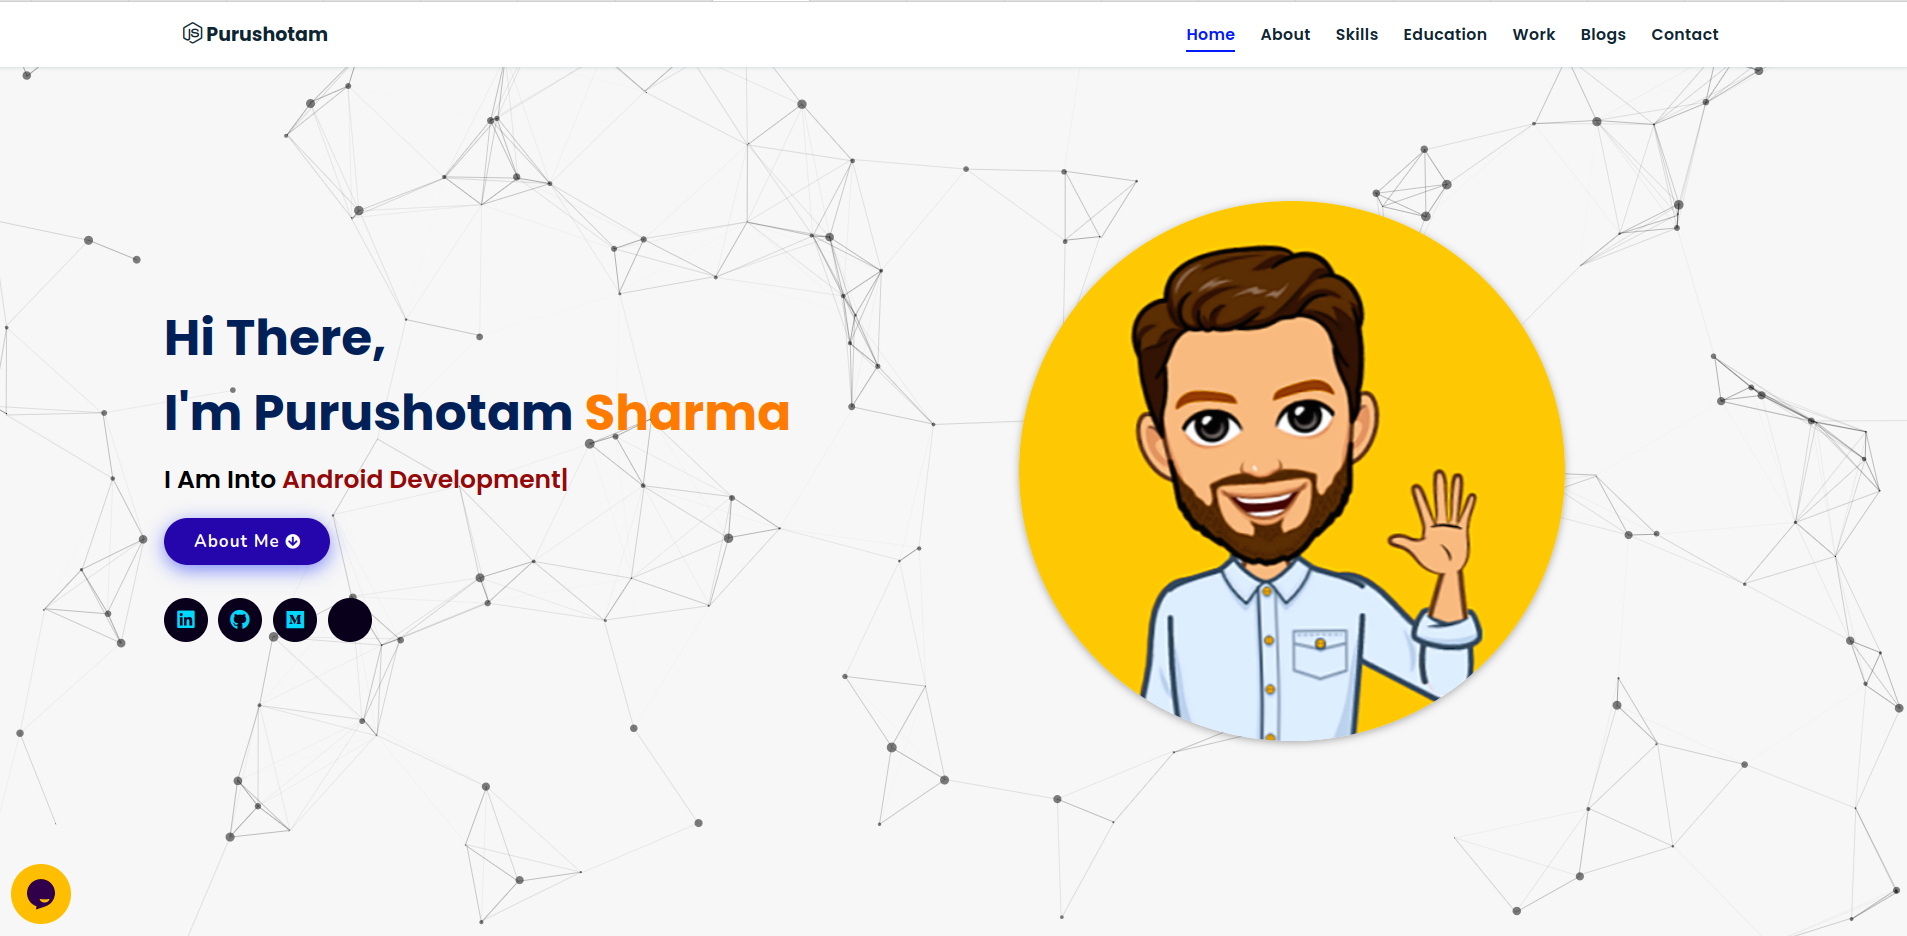 Purushotam
Home About Skills Education Work Blogs Contact
Hi There,
I'm Purushotam Sharma
I Am Into Android Development|
About Me